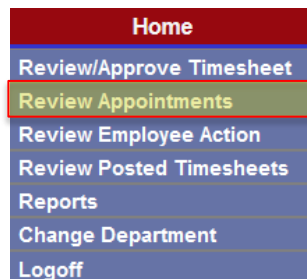 Home
Review/Approve Timesheet
Review Appointments
Review Employee Action
Review Posted Timesheets
Reports
Change Department
Logoff